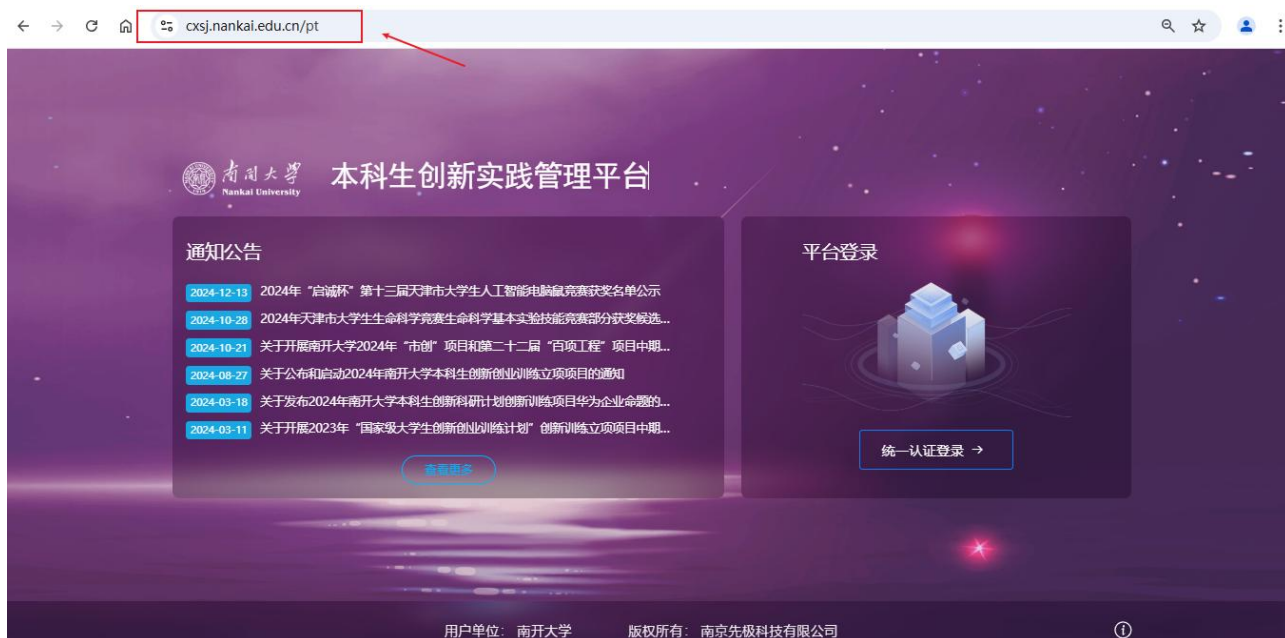 cxsj.nankai.edu.cn/pt
南开大学
Nankai University
本科生创新实践管理平台
通知公告
2024-12-13 2024年“启诚杯”第十三届天津市大学生人工智能电脑鼠竞赛获奖名单公示
2024-10-28 2024年天津市大学生生命科学竞赛生命科学基本实验技能竞赛部分获奖候选...
2024-10-21 关于开展南开大学2024年“市创”项目和第二十二届“百项工程”项目中期...
2024-08-27 关于公布和启动2024年南开大学本科生创新创业训练立项项目的通知
2024-03-18 关于发布2024年南开大学本科生创新科研计划创新训练项目华为企业命题的...
2024-03-11 关于开展2023年“国家级大学生创新创业训练计划”创新训练立项项目中期...
查看更多
平台登录
统一认证登录 →
用户单位： 南开大学 版权所有： 南京先极科技有限公司